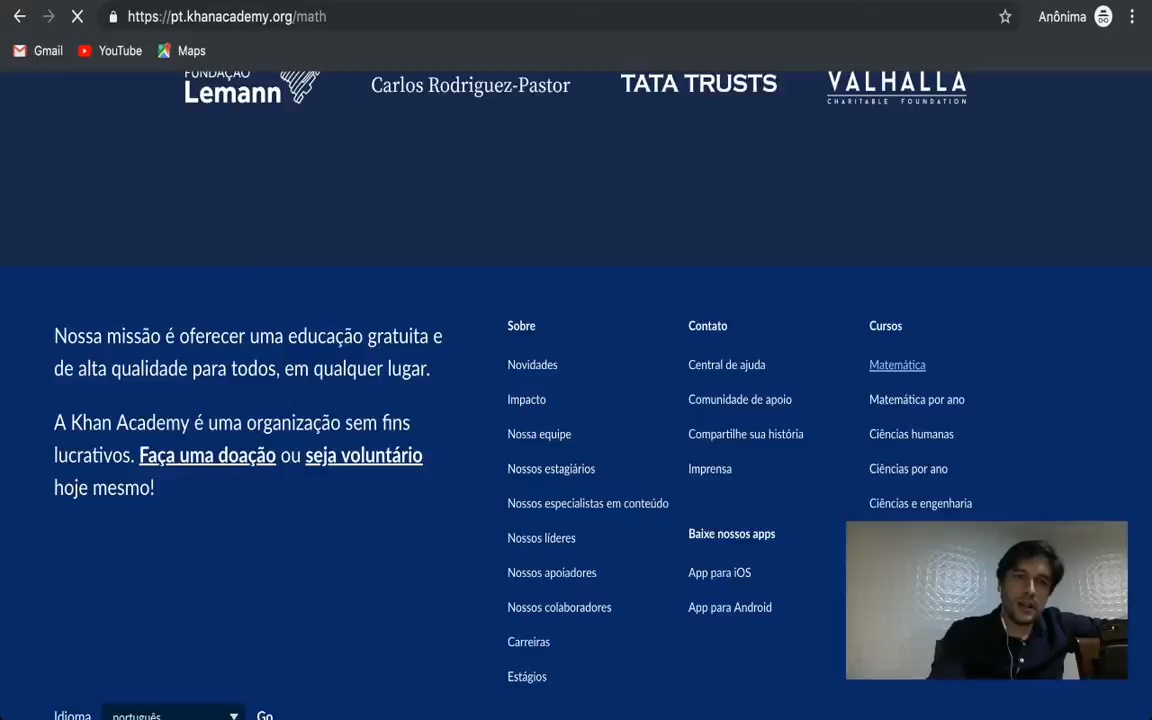 https://pt.khanacademy.org/math
Anônima
Gmail
YouTube
Maps
FUNDAÇÃO
Lemann
Carlos Rodriguez-Pastor
TATA TRUSTS
VALHALLA
CHARITABLE FOUNDATION
Nossa missão é oferecer uma educação gratuita e
de alta qualidade para todos, em qualquer lugar.
A Khan Academy é uma organização sem fins
lucrativos. Faça uma doação ou seja voluntário
hoje mesmo!
Sobre
Novidades
Impacto
Nossa equipe
Nossos estagiários
Nossos especialistas em conteúdo
Nossos líderes
Nossos apoiadores
Nossos colaboradores
Carreiras
Estágios
Contato
Central de ajuda
Comunidade de apoio
Compartilhe sua história
Imprensa
Baixe nossos apps
App para iOS
App para Android
Cursos
Matemática
Matemática por ano
Ciências humanas
Ciências por ano
Ciências e engenharia
Idioma
português
Go